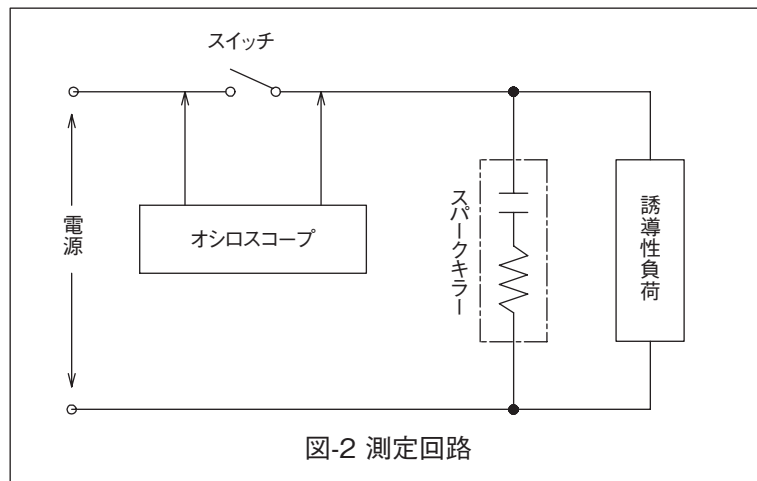 スイッチ
電源
オシロスコープ
スパークキラー
誘導性負荷
図-2 測定回路